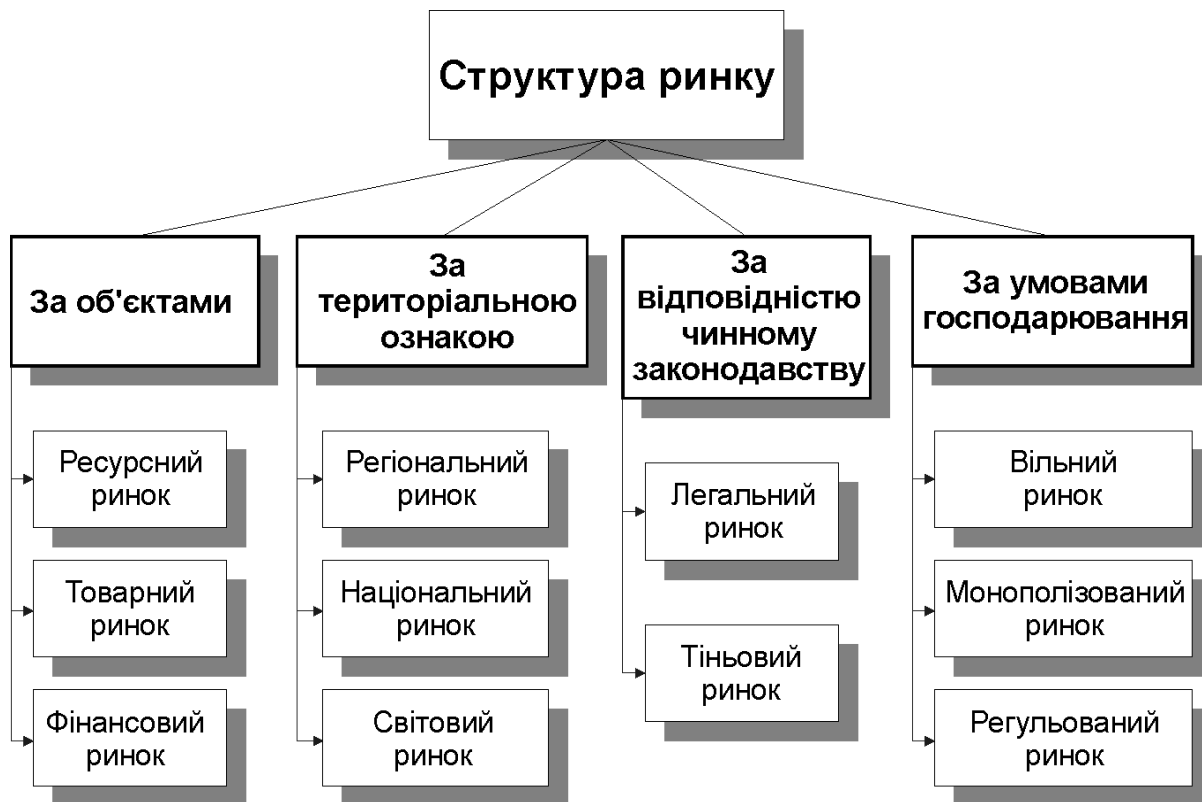 Структура ринку
За об'єктами
Ресурсний
ринок
Товарний
ринок
Фінансовий
ринок
За
територіальною
ознакою
Регіональний
ринок
Національний
ринок
Світовий
ринок
За
відповідністю
чинному
законодавству
Легальний
ринок
Тіньовий
ринок
За умовами
господарювання
Вільний
ринок
Монополізований
ринок
Регульований
ринок